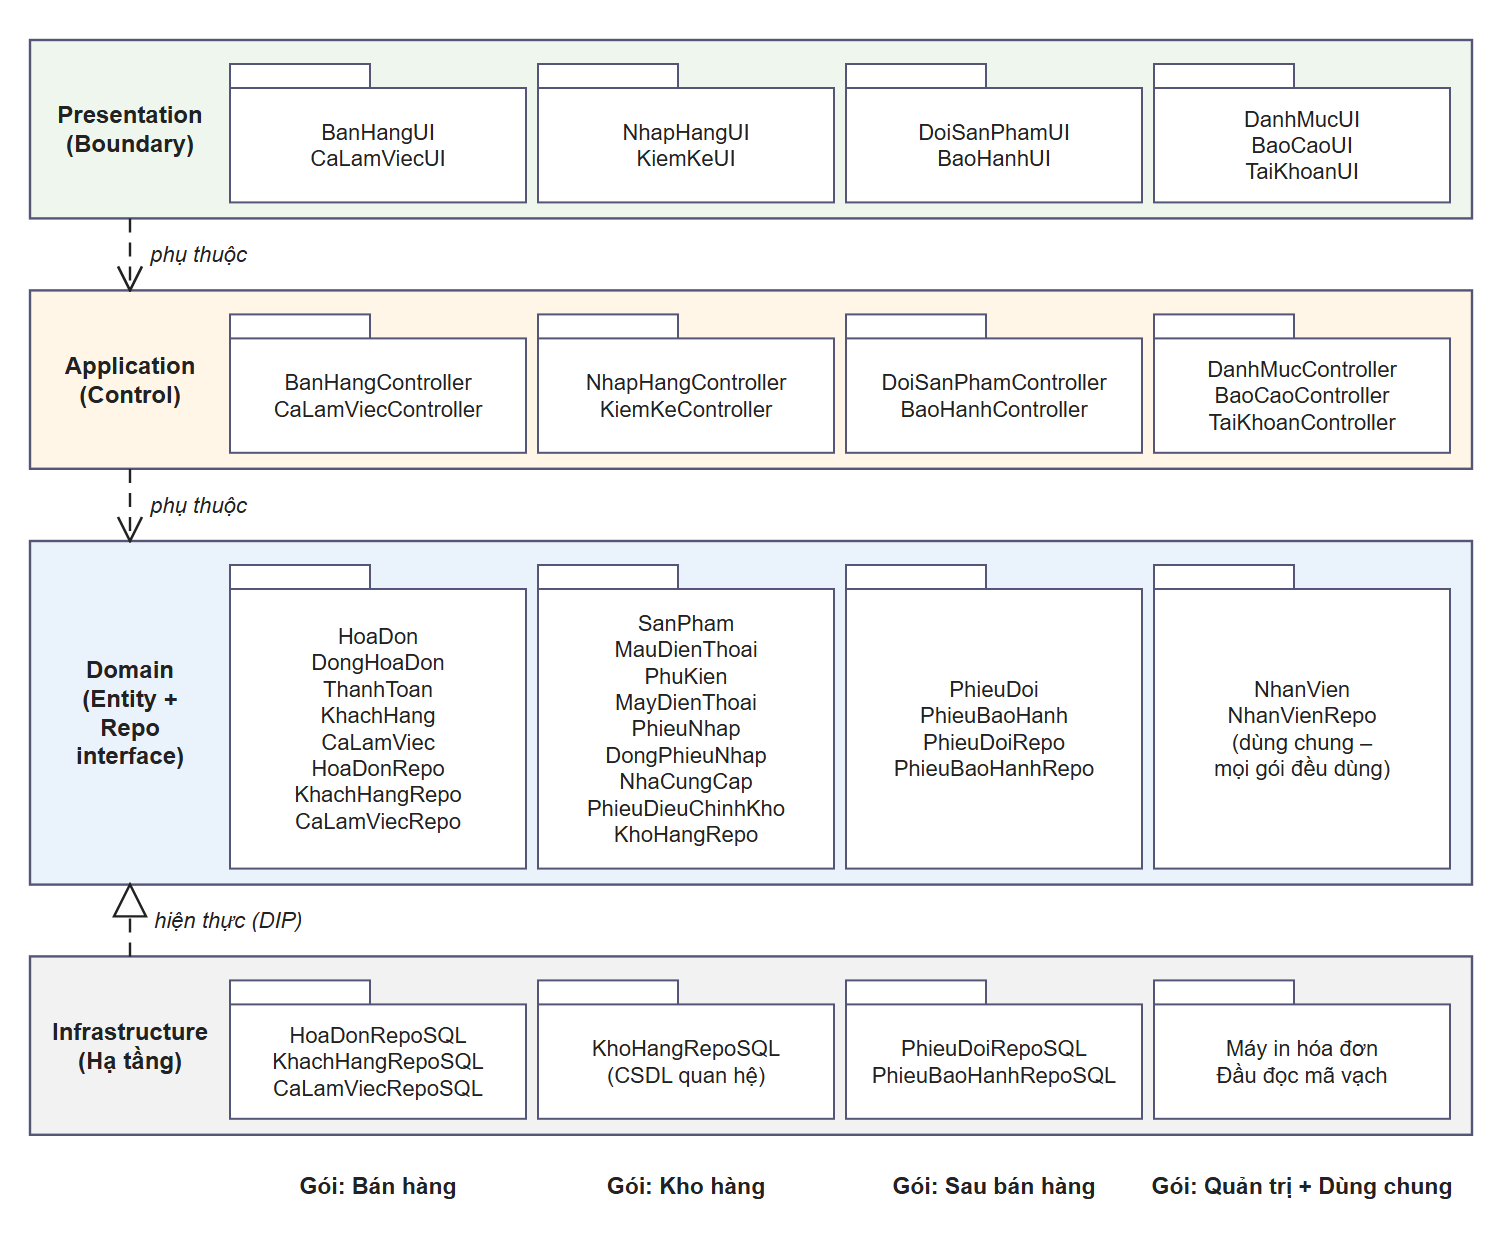 Presentation
(Boundary)
BanHangUI
CaLamViecUI
NhapHangUI
KiemKeUI
DoiSanPhamUI
BaoHanhUI
DanhMucUI
BaoCaoUI
TaiKhoanUI
phụ thuộc
Application
(Control)
BanHangController
CaLamViecController
NhapHangController
KiemKeController
DoiSanPhamController
BaoHanhController
DanhMucController
BaoCaoController
TaiKhoanController
phụ thuộc
Domain
(Entity +
Repo
interface)
HoaDon
DongHoaDon
ThanhToan
KhachHang
CaLamViec
HoaDonRepo
KhachHangRepo
CaLamViecRepo
SanPham
MauDienThoai
PhuKien
MayDienThoai
PhieuNhap
DongPhieuNhap
NhaCungCap
PhieuDieuChinhKho
KhoHangRepo
PhieuDoi
PhieuBaoHanh
PhieuDoiRepo
PhieuBaoHanhRepo
NhanVien
NhanVienRepo
(dùng chung –
mọi gói đều dùng)
hiện thực (DIP)
Infrastructure
(Hạ tầng)
HoaDonRepoSQL
KhachHangRepoSQL
CaLamViecRepoSQL
KhoHangRepoSQL
(CSDL quan hệ)
PhieuDoiRepoSQL
PhieuBaoHanhRepoSQL
Máy in hóa đơn
Đầu đọc mã vạch
Gói: Bán hàng
Gói: Kho hàng
Gói: Sau bán hàng
Gói: Quản trị + Dùng chung